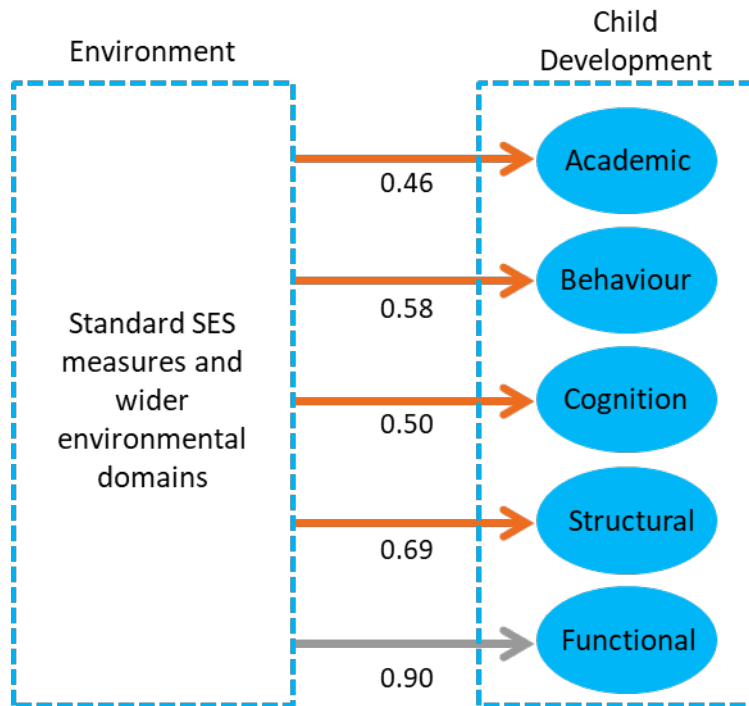 Environment
Child
Development
Standard SES
measures and
wider
environmental
domains
0.46
Academic
0.58
Behaviour
0.50
Cognition
0.69
Structural
0.90
Functional